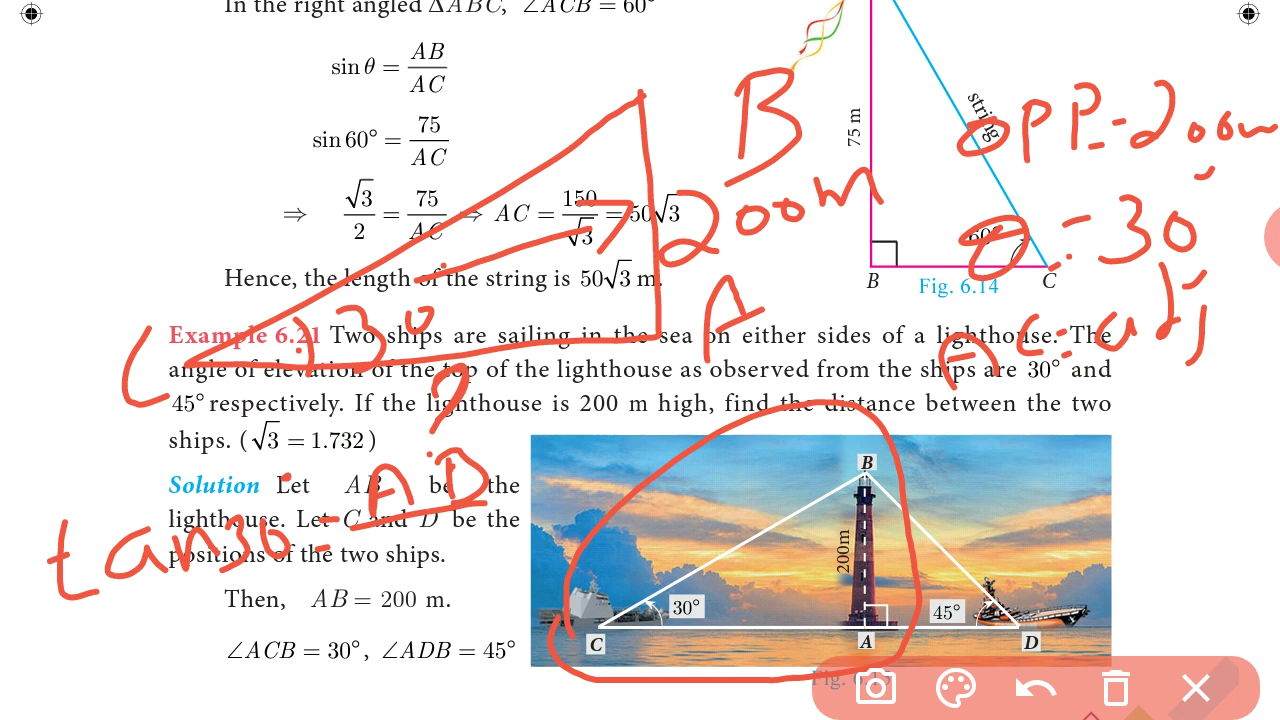 In the right angled ΔABC, ∠ACB = 60°
sin θ = AB/AC
sin 60° = 75/AC
⇒ √3/2 = 75/AC ⇒ AC = 150/√3 = 50√3
Hence, the length of the string is 50√3 m.
75 m
string
60°
B
C
Fig. 6.14
B
200m
A
C
30°
?
opp=200m
θ=30
AC=adj
tan30=AB
Example 6.21 Two ships are sailing in the sea on either sides of a lighthouse. The
angle of elevation of the top of the lighthouse as observed from the ships are 30° and
45° respectively. If the lighthouse is 200 m high, find the distance between the two
ships. (√3 = 1.732)
Solution Let AB be the
lighthouse. Let C and D be the
positions of the two ships.
Then, AB = 200 m.
∠ACB = 30°, ∠ADB = 45°
B
200m
30°
45°
C
A
D